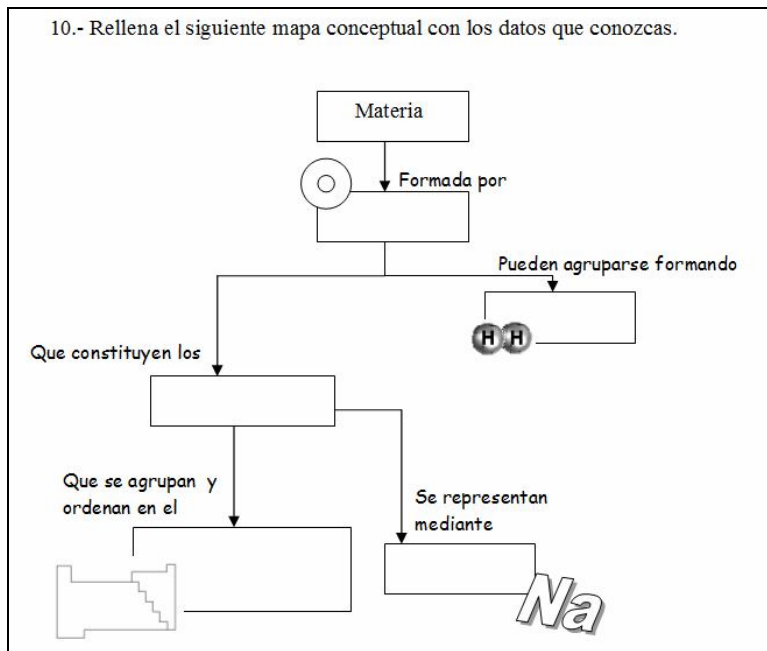 10.- Rellena el siguiente mapa conceptual con los datos que conozcas.
Materia
Formada por
Pueden agruparse formando
H H
Que constituyen los
Que se agrupan y
ordenan en el
Se representan
mediante
Na